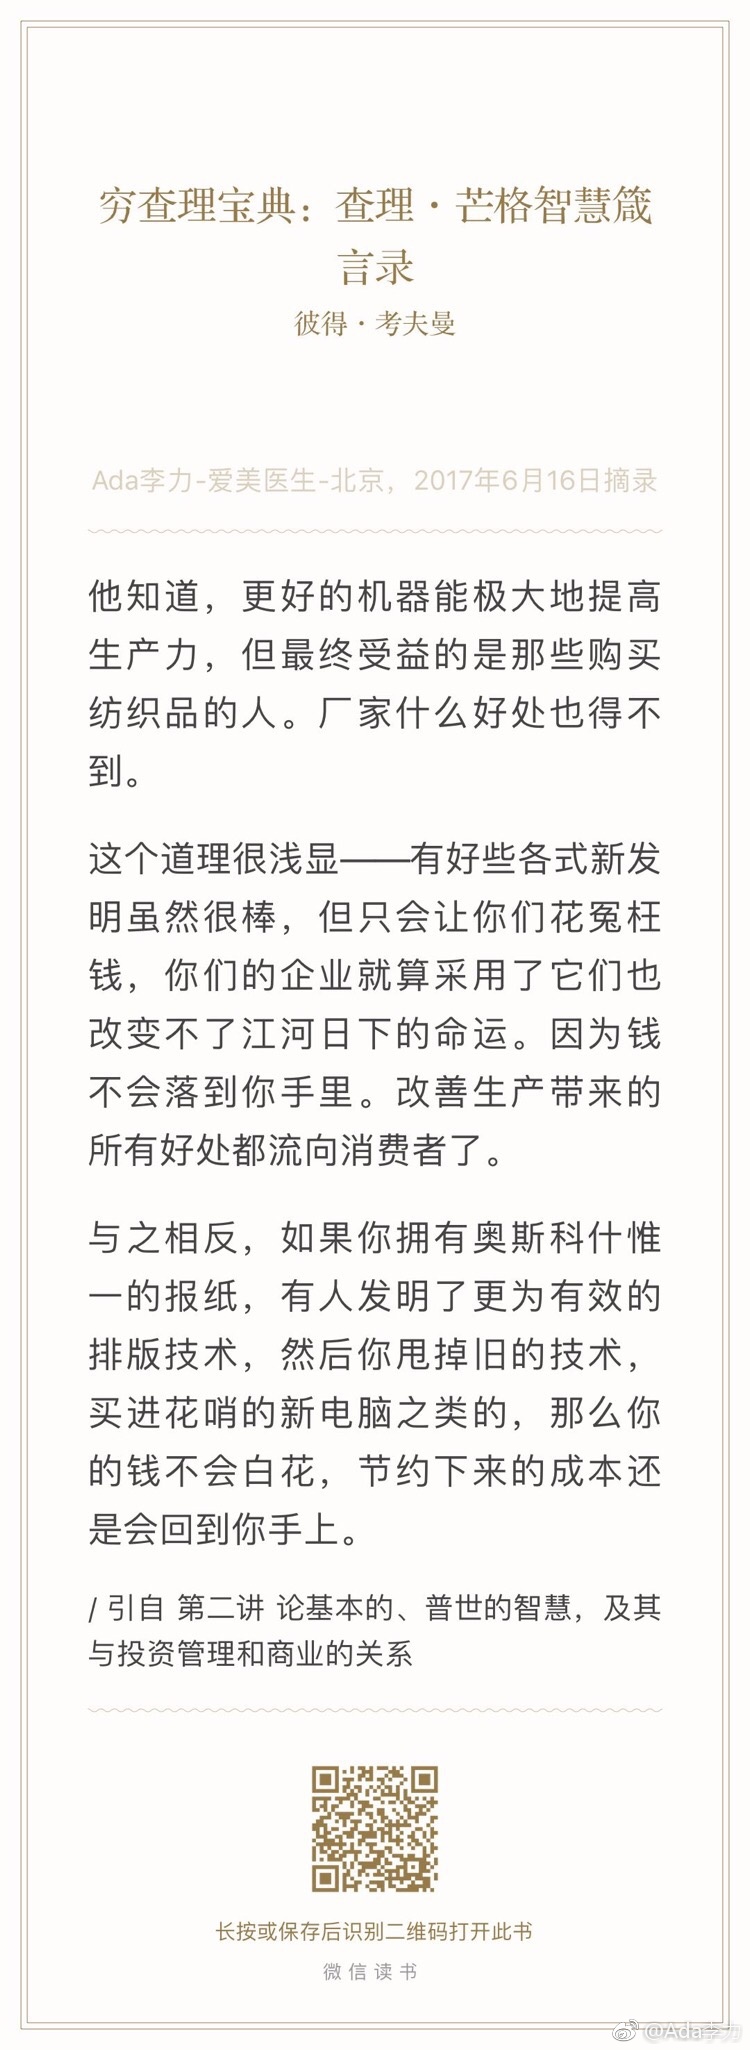 穷查理宝典：查理·芒格智慧箴
言录
彼得·考夫曼
Ada李力-爱美医生-北京，2017年6月16日摘录
他知道，更好的机器能极大地提高
生产力，但最终受益的是那些购买
纺织品的人。厂家什么好处也得不
到。
这个道理很浅显——有好些各式新发
明虽然很棒，但只会让你们花冤枉
钱，你们的企业就算采用了它们也
改变不了江河日下的命运。因为钱
不会落到你手里。改善生产带来的
所有好处都流向消费者了。
与之相反，如果你拥有奥斯科什惟
一的报纸，有人发明了更为有效的
排版技术，然后你甩掉旧的技术，
买进花哨的新电脑之类的，那么你
的钱不会白花，节约下来的成本还
是会回到你手上。
/ 引自 第二讲 论基本的、普世的智慧，及其
与投资管理和商业的关系
长按或保存后识别二维码打开此书
微信读书
@Ada李力